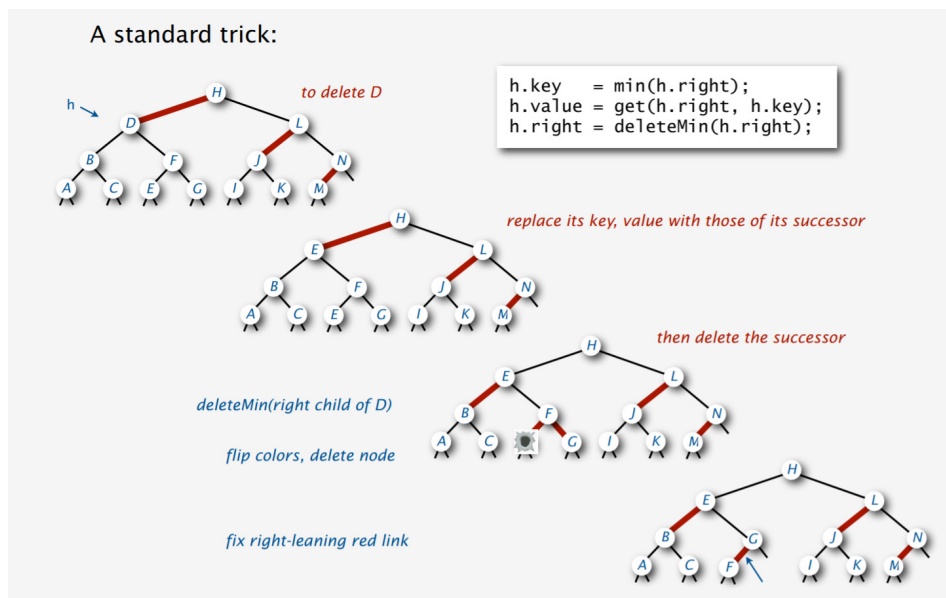 A standard trick:
h.key   = min(h.right);
h.value = get(h.right, h.key);
h.right = deleteMin(h.right);
to delete D
h
H
D L
B F J N
A C E G I K M
replace its key, value with those of its successor
H
E L
B F J N
A C E G I K M
then delete the successor
H
E L
deleteMin(right child of D)
B F J N
A C G I K M
flip colors, delete node
H
E L
fix right-leaning red link
B G J N
A C F I K M